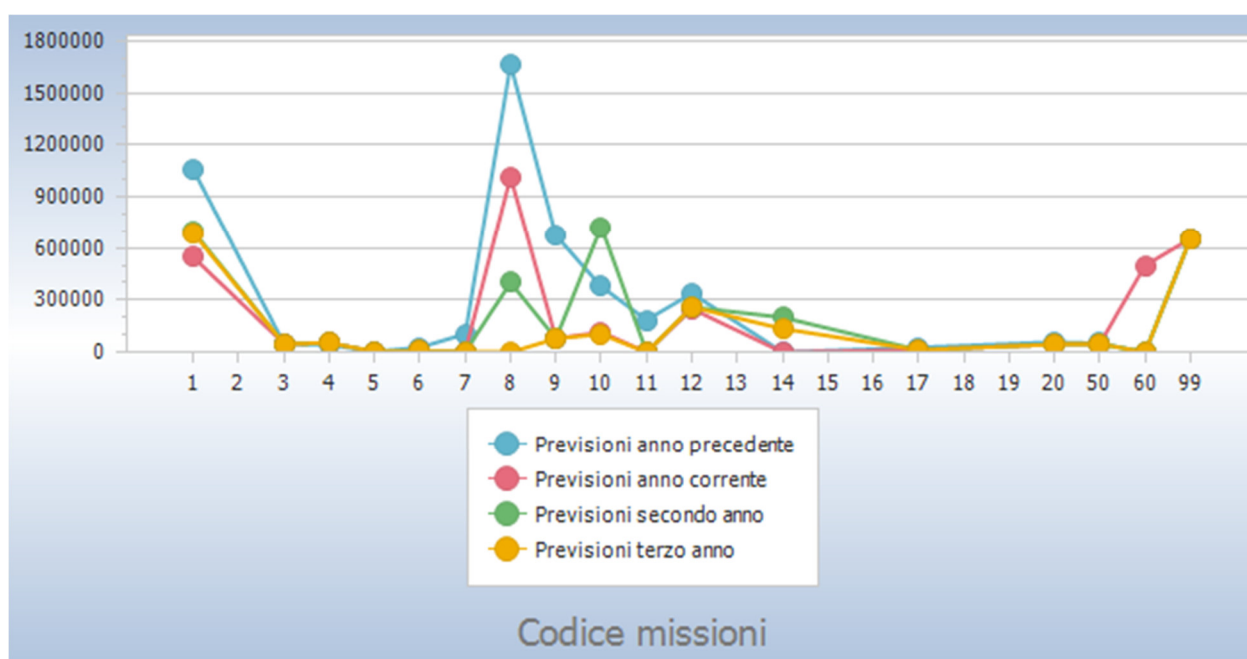 1800000
1500000
1200000
900000
600000
300000
0
1 2 3 4 5 6 7 8 9 10 11 12 13 14 15 16 17 18 19 20 50 60 99
Previsioni anno precedente
Previsioni anno corrente
Previsioni secondo anno
Previsioni terzo anno
Codice missioni